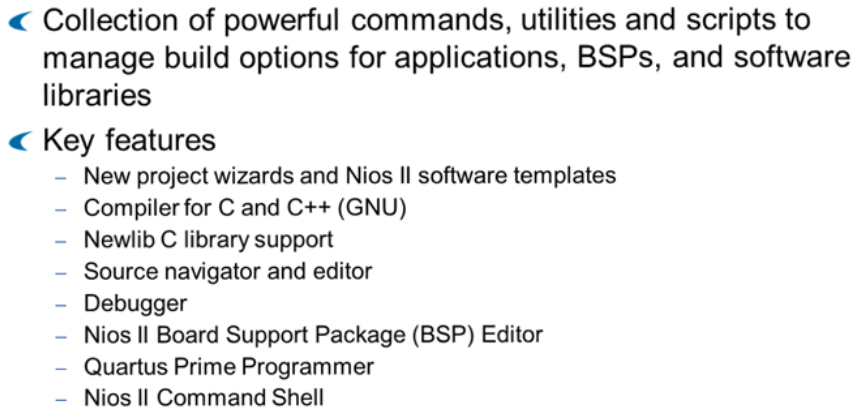 Collection of powerful commands, utilities and scripts to
manage build options for applications, BSPs, and software
libraries
Key features
– New project wizards and Nios II software templates
– Compiler for C and C++ (GNU)
– Newlib C library support
– Source navigator and editor
– Debugger
– Nios II Board Support Package (BSP) Editor
– Quartus Prime Programmer
– Nios II Command Shell